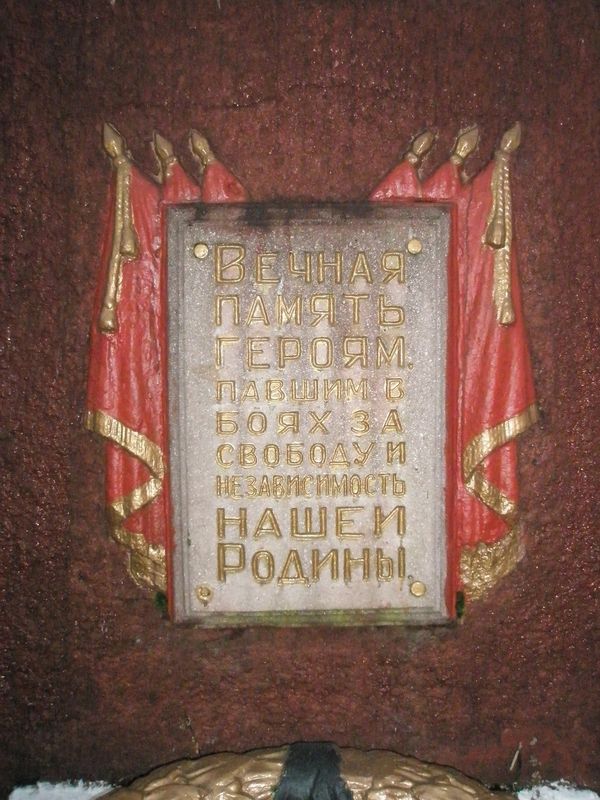 Вечная
память
героям,
павшим в
боях за
свободу и
независимость
нашей
Родины.